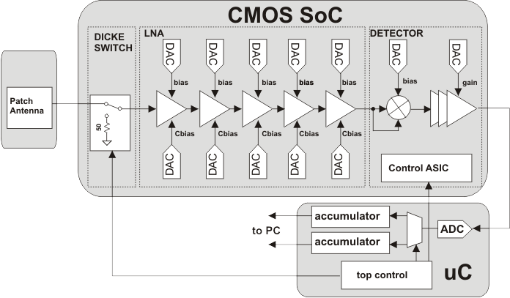 CMOS SoC
DICKE
SWITCH
LNA
DETECTOR
DAC DAC DAC DAC DAC DAC DAC
bias bias bias bias bias bias gain
Patch
Antenna
50
Cbias Cbias Cbias Cbias Cbias
DAC DAC DAC DAC DAC
Control ASIC
accumulator
to PC
ADC
accumulator
top control
uC